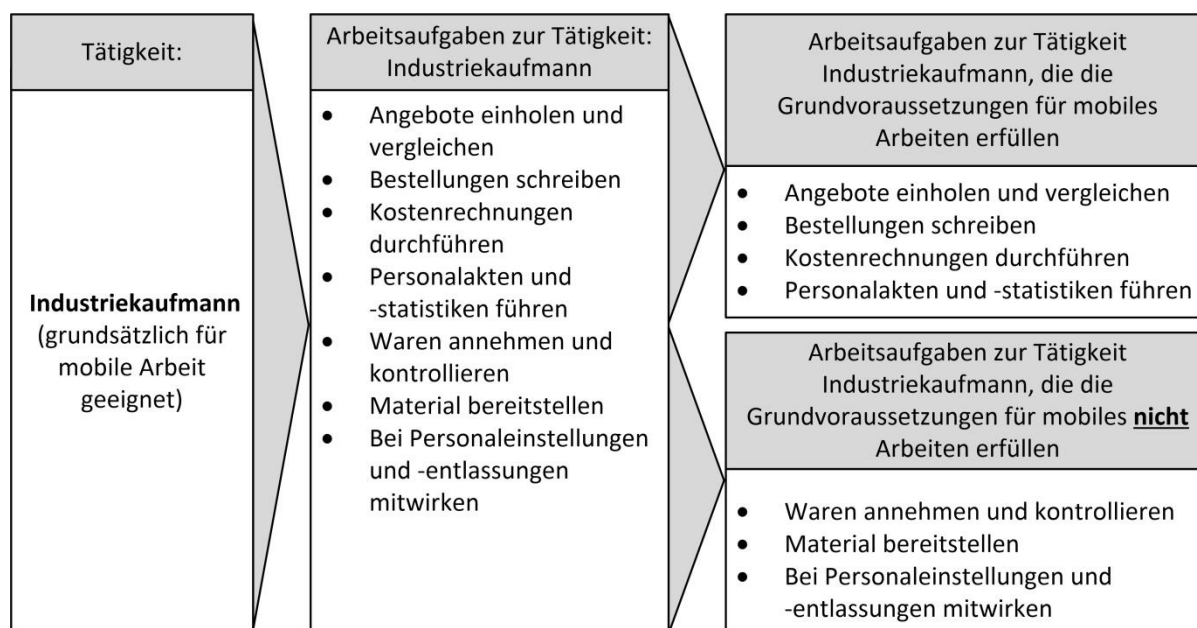 Tätigkeit:
Industriekaufmann
(grundsätzlich für
mobile Arbeit
geeignet)
Arbeitsaufgaben zur Tätigkeit:
Industriekaufmann
• Angebote einholen und
vergleichen
• Bestellungen schreiben
• Kostenrechnungen
durchführen
• Personalakten und
-statistiken führen
• Waren annehmen und
kontrollieren
• Material bereitstellen
• Bei Personaleinstellungen
und -entlassungen
mitwirken
Arbeitsaufgaben zur Tätigkeit
Industriekaufmann, die die
Grundvoraussetzungen für mobiles
Arbeiten erfüllen
• Angebote einholen und vergleichen
• Bestellungen schreiben
• Kostenrechnungen durchführen
• Personalakten und -statistiken führen
Arbeitsaufgaben zur Tätigkeit
Industriekaufmann, die die
Grundvoraussetzungen für mobiles nicht
Arbeiten erfüllen
• Waren annehmen und kontrollieren
• Material bereitstellen
• Bei Personaleinstellungen und
-entlassungen mitwirken